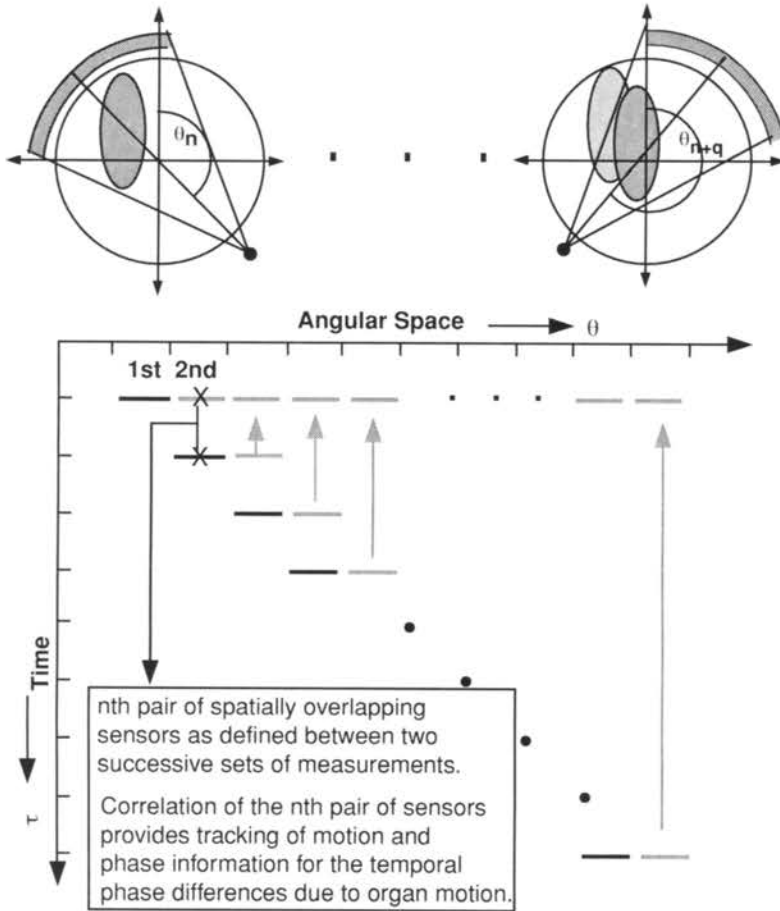 θn
θn+q
Angular Space θ
1st 2nd
Time
τ
nth pair of spatially overlapping
sensors as defined between two
successive sets of measurements.
Correlation of the nth pair of sensors
provides tracking of motion and
phase information for the temporal
phase differences due to organ motion.